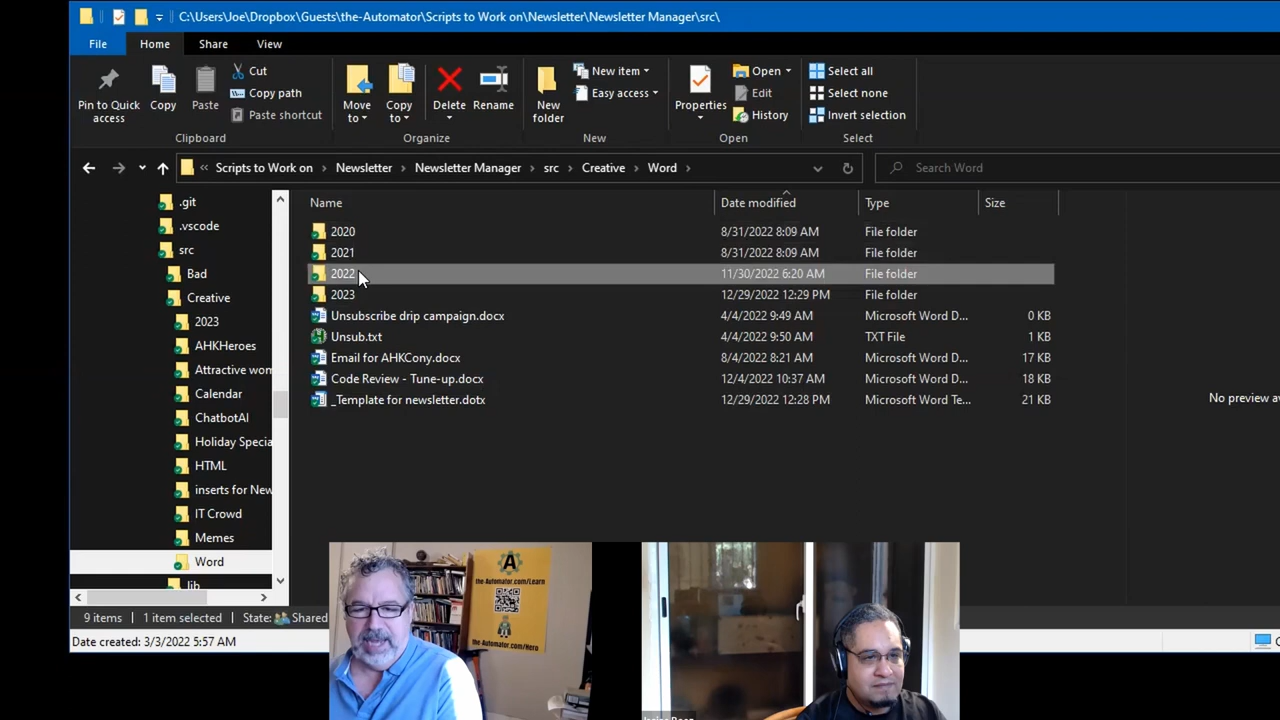 C:\Users\Joe\Dropbox\Guests\the-Automator\Scripts to Work on\Newsletter\Newsletter Manager\src\
File
Home
Share
View
Pin to Quick access
Copy
Paste
Cut
Copy path
Paste shortcut
Clipboard
Move to
Copy to
Delete
Rename
Organize
New folder
New item
Easy access
New
Properties
Open
Edit
History
Open
Select all
Select none
Invert selection
Select
« Scripts to Work on > Newsletter > Newsletter Manager > src > Creative > Word >
Search Word
.git
.vscode
src
Bad
Creative
2023
AHKHeroes
Attractive wom
Calendar
ChatbotAI
Holiday Specia
HTML
inserts for New
IT Crowd
Memes
Word
lib
Name Date modified Type Size
2020 8/31/2022 8:09 AM File folder
2021 8/31/2022 8:09 AM File folder
2022 11/30/2022 6:20 AM File folder
2023 12/29/2022 12:29 PM File folder
Unsubscribe drip campaign.docx 4/4/2022 9:49 AM Microsoft Word D... 0 KB
Unsub.txt 4/4/2022 9:50 AM TXT File 1 KB
Email for AHKCony.docx 8/4/2022 8:21 AM Microsoft Word D... 17 KB
Code Review - Tune-up.docx 12/4/2022 10:37 AM Microsoft Word D... 18 KB
_Template for newsletter.dotx 12/29/2022 12:28 PM Microsoft Word Te... 21 KB
No preview av
9 items
1 item selected
State:
Shared
Date created: 3/3/2022 5:57 AM
A
the-Automator.com/Learn
the-Automator.com/Hero